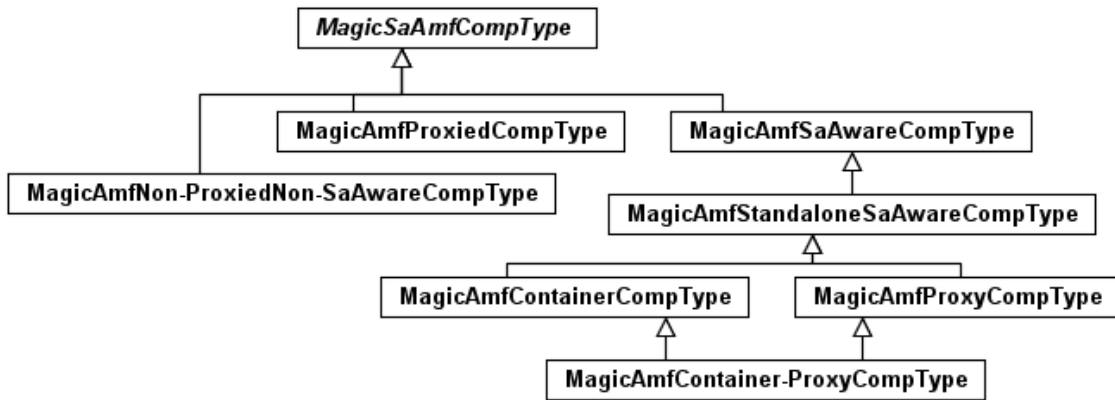 MagicSaAmfCompType
MagicAmfProxiedCompType
MagicAmfSaAwareCompType
MagicAmfNon-ProxiedNon-SaAwareCompType
MagicAmfStandaloneSaAwareCompType
MagicAmfContainerCompType
MagicAmfProxyCompType
MagicAmfContainer-ProxyCompType